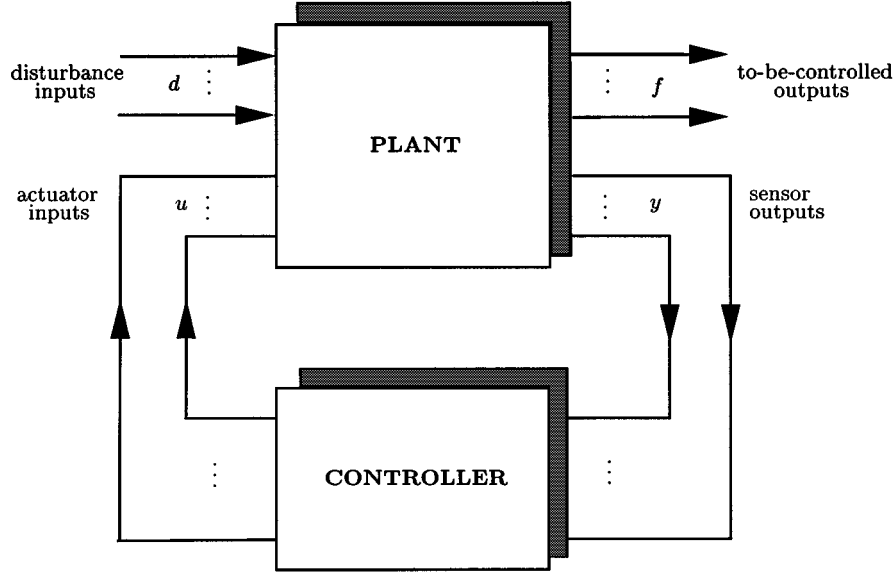 disturbance
inputs
d
⋮
PLANT
⋮
f
to-be-controlled
outputs
actuator
inputs
u
⋮
⋮
y
sensor
outputs
⋮
CONTROLLER
⋮